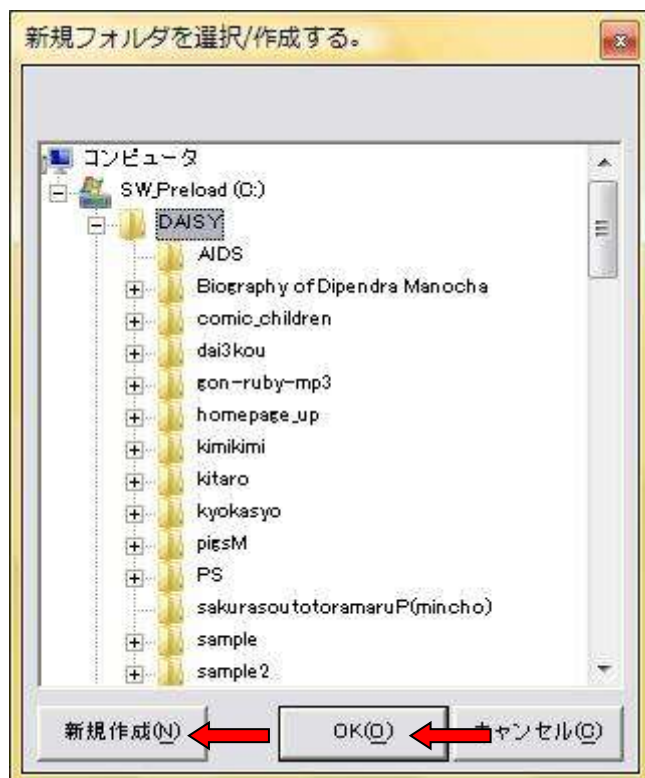 新規フォルダを選択/作成する。
コンピュータ
SW_Preload (C:)
DAISY
AIDS
Biography of Dipendra Manocha
comic_children
dai3kou
gon-ruby-mp3
homepage_up
kimikimi
kitaro
kyokasyo
pigsM
PS
sakurasoutotoramaruP(mincho)
sample
sample2
新規作成(N) OK(O) キャンセル(C)